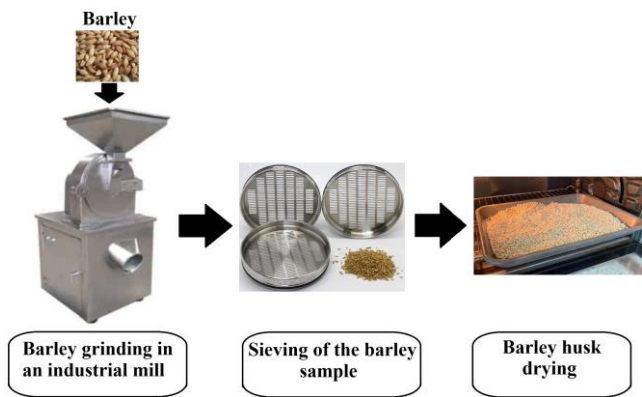 Barley
Barley grinding in
an industrial mill
Sieving of the barley
sample
Barley husk
drying